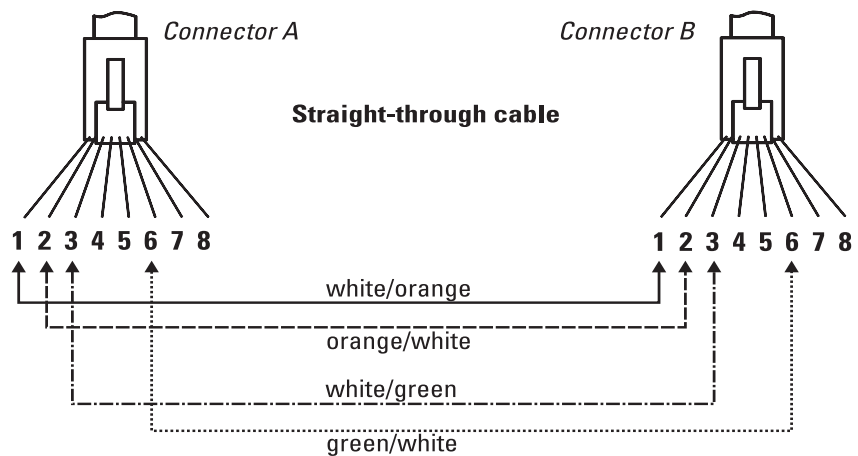 Connector A
Connector B
Straight-through cable
1 2 3 4 5 6 7 8
1 2 3 4 5 6 7 8
white/orange
orange/white
white/green
green/white